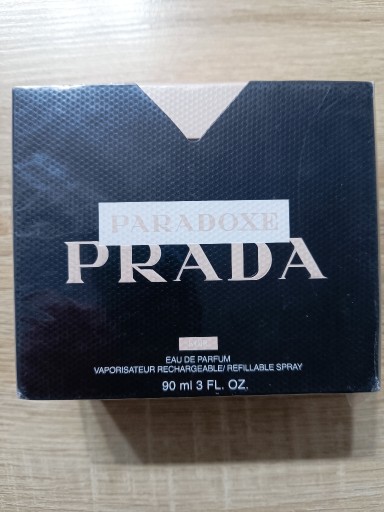 PARADOXE
PRADA
EAU DE PARFUM
VAPORISATEUR RECHARGEABLE/ REFILLABLE SPRAY
90 ml 3 FL. OZ.